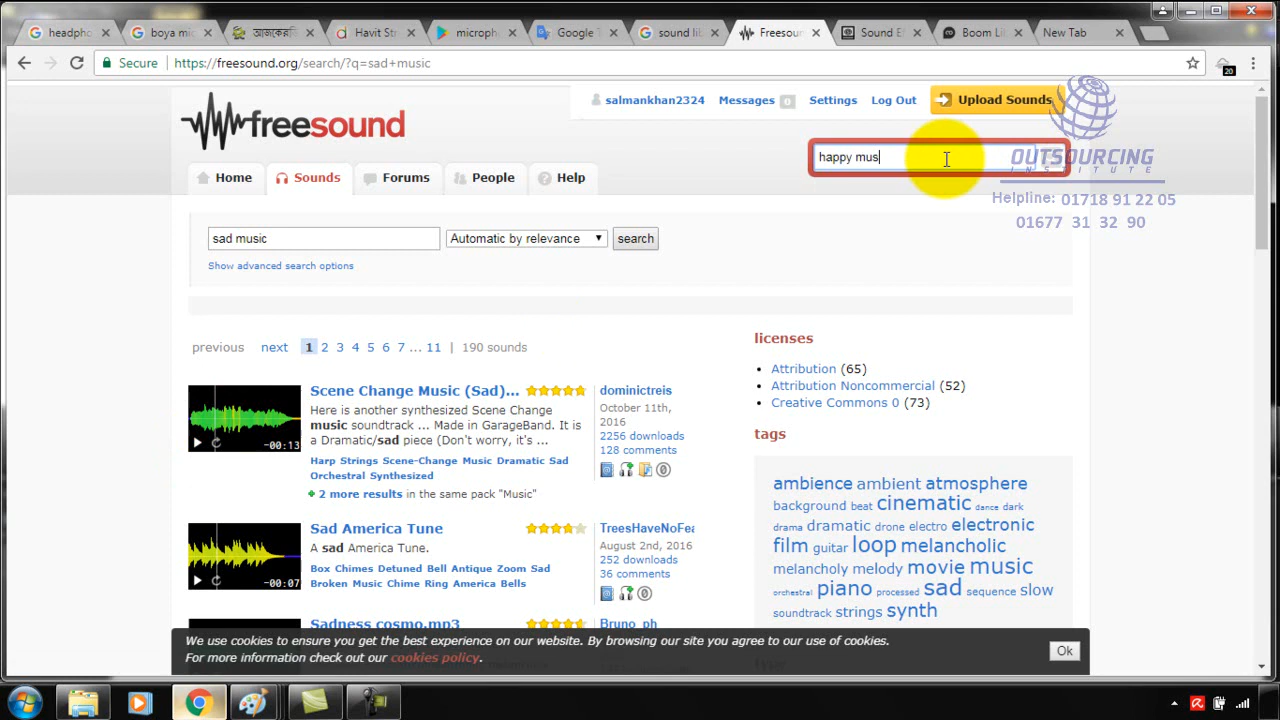 headpho
boya mic
আজকেরি
Havit Str
microph
Google T
sound lib
Freesoun
Sound Ef
Boom Lib
New Tab
Secure https://freesound.org/search/?q=sad+music
20
salmankhan2324 Messages 0 Settings Log Out Upload Sounds
freesound
happy mus
OUTSOURCING
INSTITUTE
Helpline: 01718 91 22 05
01677 31 32 90
Home Sounds Forums People Help
sad music Automatic by relevance search
Show advanced search options
previous next 1 2 3 4 5 6 7 ... 11 | 190 sounds
Scene Change Music (Sad)...
Here is another synthesized Scene Change
music soundtrack ... Made in GarageBand. It is
a Dramatic/sad piece (Don't worry, it's ...
Harp Strings Scene-Change Music Dramatic Sad
Orchestral Synthesized
2 more results in the same pack "Music"
-00:13
dominictreis
October 11th,
2016
2256 downloads
128 comments
Sad America Tune
A sad America Tune.
Box Chimes Detuned Bell Antique Zoom Sad
Broken Music Chime Ring America Bells
-00:07
TreesHaveNoFea
August 2nd, 2016
252 downloads
36 comments
Sadness cosmo.mp3
Bruno_ph
licenses
Attribution (65)
Attribution Noncommercial (52)
Creative Commons 0 (73)
tags
ambience ambient atmosphere
background beat cinematic dance dark
drama dramatic drone electro electronic
film guitar loop melancholic
melancholy melody movie music
orchestral piano processed sad sequence slow
soundtrack strings synth
type
We use cookies to ensure you get the best experience on our website. By browsing our site you agree to our use of cookies.
For more information check out our cookies policy.
Ok